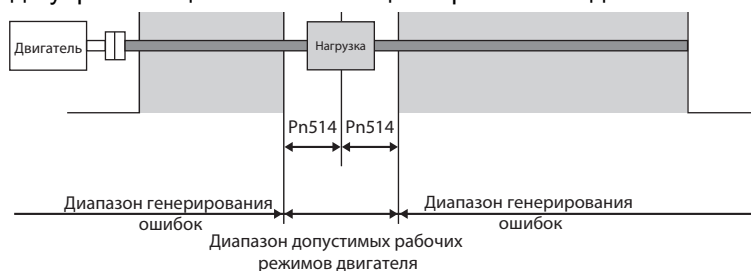 Двигатель
Нагрузка
Pn514 Pn514
Диапазон генерирования
ошибок
Диапазон генерирования
ошибок
Диапазон допустимых рабочих
режимов двигателя